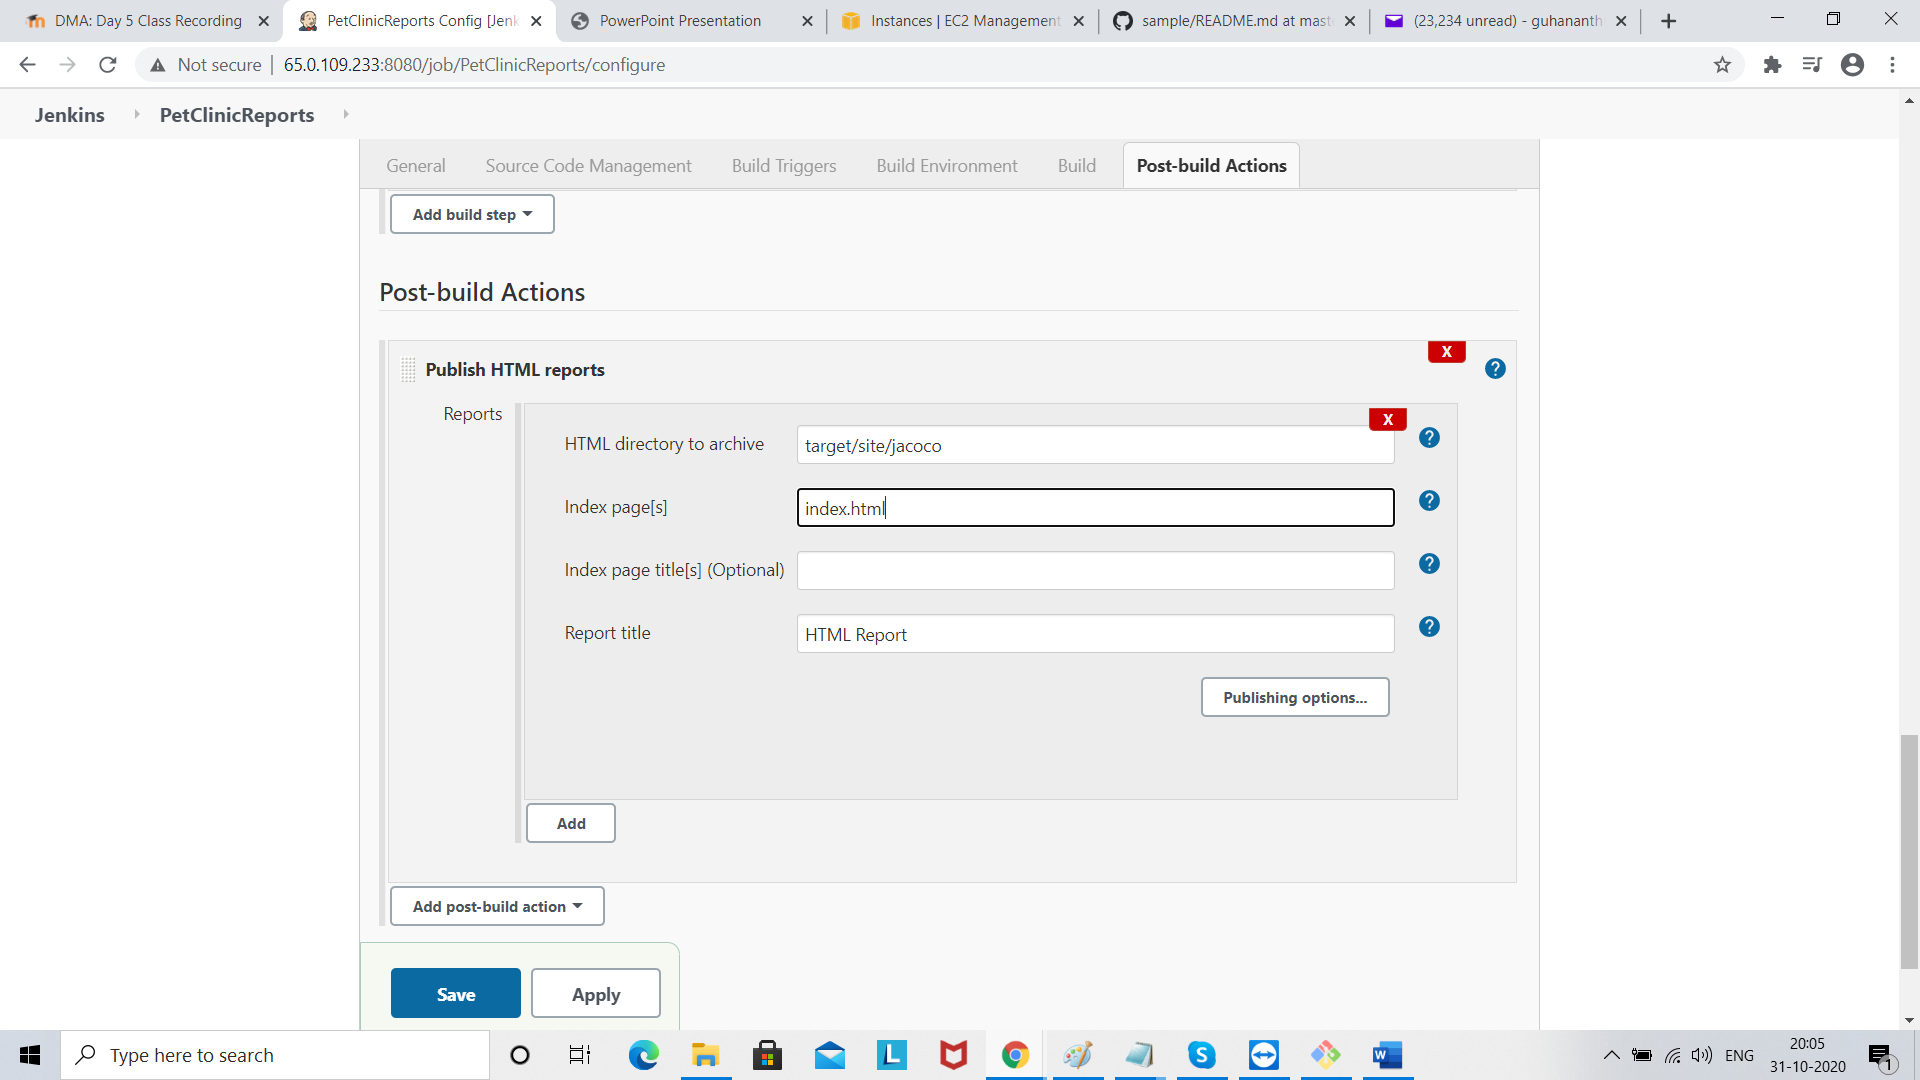 DMA: Day 5 Class Recording
PetClinicReports Config [Jenk
PowerPoint Presentation
Instances | EC2 Management
sample/README.md at mast
(23,234 unread) - guhananth
Not secure
65.0.109.233:8080/job/PetClinicReports/configure
Jenkins
PetClinicReports
General
Source Code Management
Build Triggers
Build Environment
Build
Post-build Actions
Add build step
Post-build Actions
X
Publish HTML reports
?
Reports
X
HTML directory to archive
target/site/jacoco
?
Index page[s]
index.html
?
Index page title[s] (Optional)
?
Report title
HTML Report
?
Publishing options...
Add
Add post-build action
Save
Apply
Type here to search
ENG
20:05
31-10-2020
1